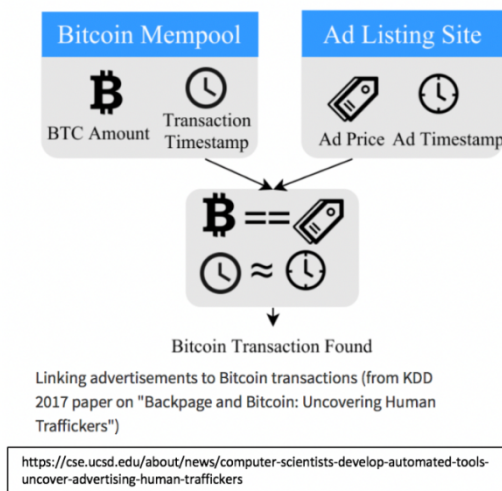 Bitcoin Mempool
Ad Listing Site
BTC Amount
Transaction
Timestamp
Ad Price
Ad Timestamp
==
≈
Bitcoin Transaction Found
Linking advertisements to Bitcoin transactions (from KDD
2017 paper on "Backpage and Bitcoin: Uncovering Human
Traffickers")
https://cse.ucsd.edu/about/news/computer-scientists-develop-automated-tools-
uncover-advertising-human-traffickers